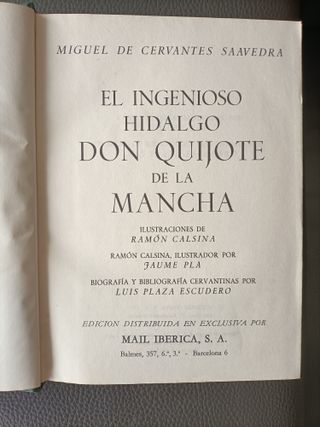 MIGUEL DE CERVANTES SAAVEDRA
EL INGENIOSO
HIDALGO
DON QUIJOTE
DE LA
MANCHA
ILUSTRACIONES DE
RAMÓN CALSINA
RAMÓN CALSINA, ILUSTRADOR POR
JAUME PLA
BIOGRAFÍA Y BIBLIOGRAFÍA CERVANTINAS POR
LUIS PLAZA ESCUDERO
EDICION DISTRIBUIDA EN EXCLUSIVA POR
MAIL IBERICA, S. A.
Balmes, 357, 6.º, 3.ª - Barcelona 6